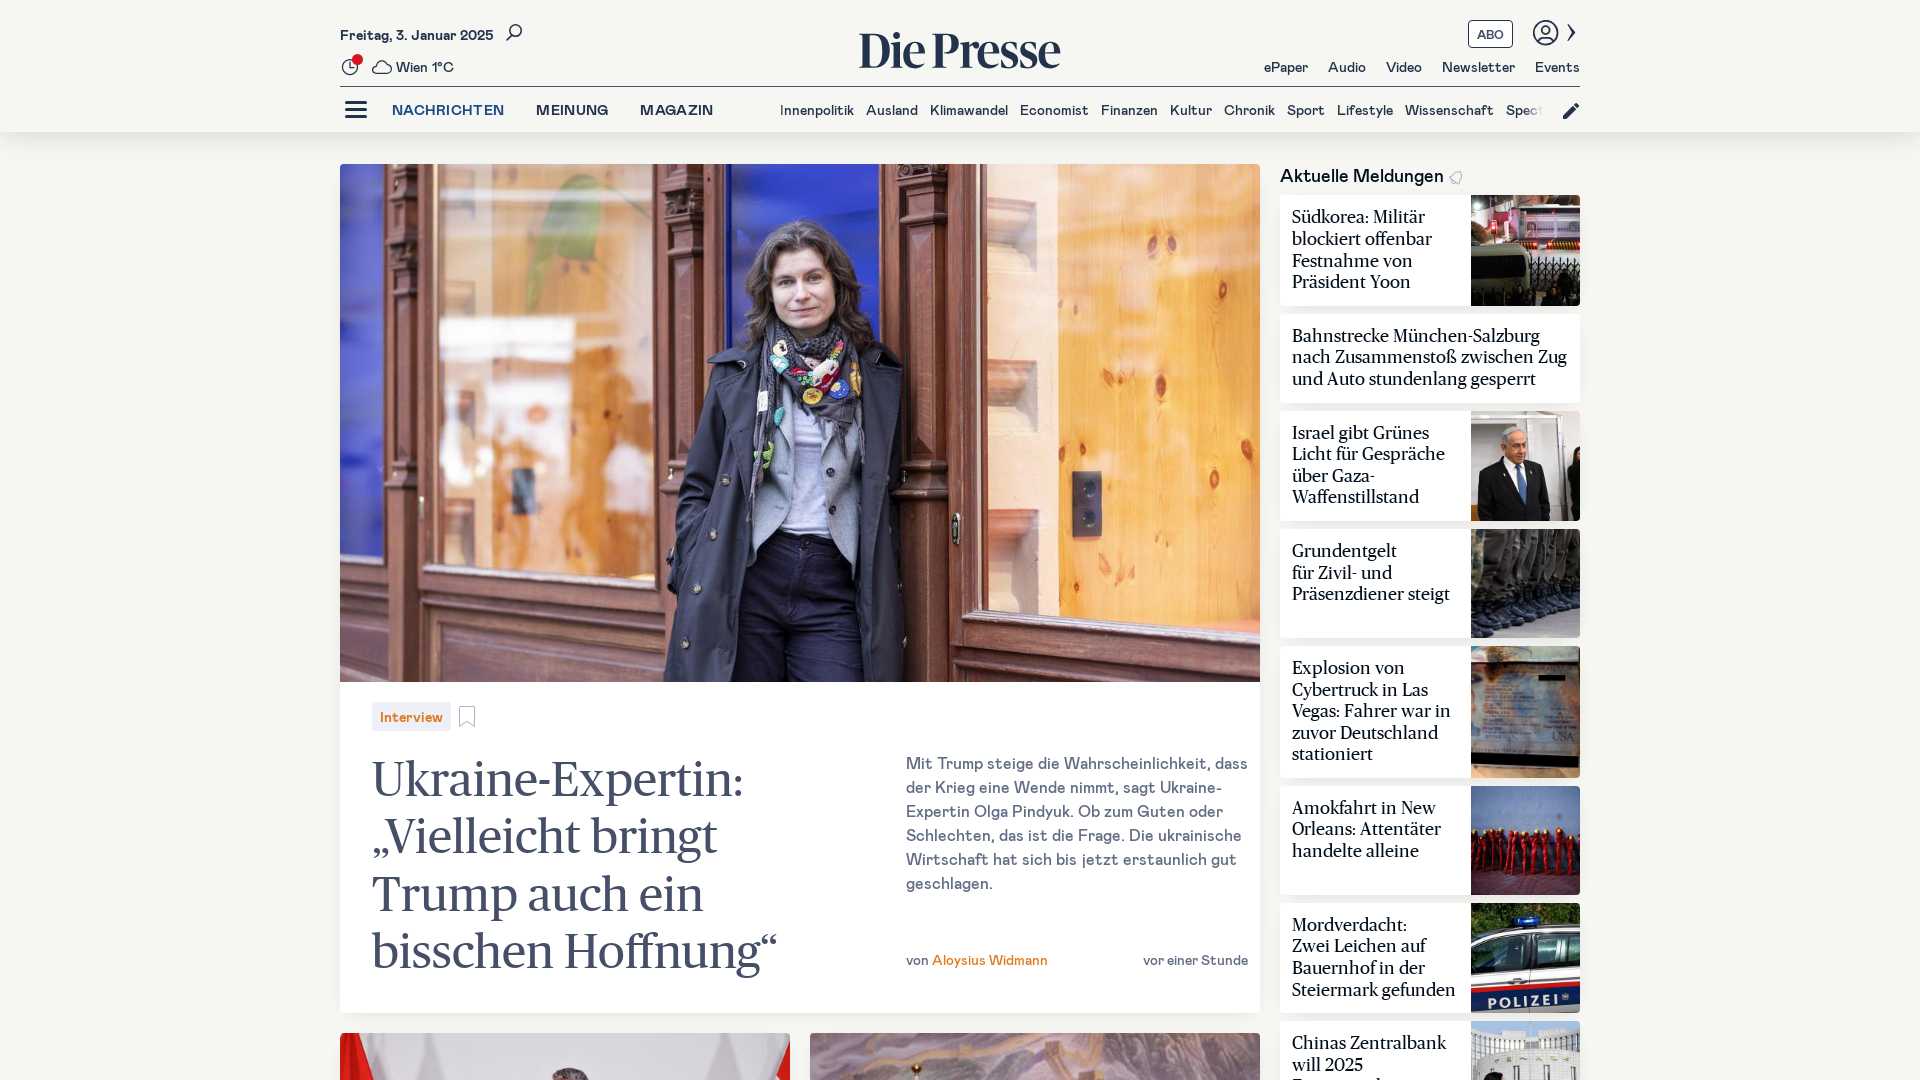 Freitag, 3. Januar 2025
Die Presse
ABO
Wien 1°C
ePaper Audio Video Newsletter Events
NACHRICHTEN MEINUNG MAGAZIN
Innenpolitik Ausland Klimawandel Economist Finanzen Kultur Chronik Sport Lifestyle Wissenschaft Spect
Interview
Ukraine-Expertin:
„Vielleicht bringt
Trump auch ein
bisschen Hoffnung“
Mit Trump steige die Wahrscheinlichkeit, dass
der Krieg eine Wende nimmt, sagt Ukraine-
Expertin Olga Pindyuk. Ob zum Guten oder
Schlechten, das ist die Frage. Die ukrainische
Wirtschaft hat sich bis jetzt erstaunlich gut
geschlagen.
von Aloysius Widmann
vor einer Stunde
Aktuelle Meldungen
Südkorea: Militär
blockiert offenbar
Festnahme von
Präsident Yoon
Bahnstrecke München-Salzburg
nach Zusammenstoß zwischen Zug
und Auto stundenlang gesperrt
Israel gibt Grünes
Licht für Gespräche
über Gaza-
Waffenstillstand
Grundentgelt
für Zivil- und
Präsenzdiener steigt
Explosion von
Cybertruck in Las
Vegas: Fahrer war in
zuvor Deutschland
stationiert
Amokfahrt in New
Orleans: Attentäter
handelte alleine
Mordverdacht:
Zwei Leichen auf
Bauernhof in der
Steiermark gefunden
POLIZEI
Chinas Zentralbank
will 2025